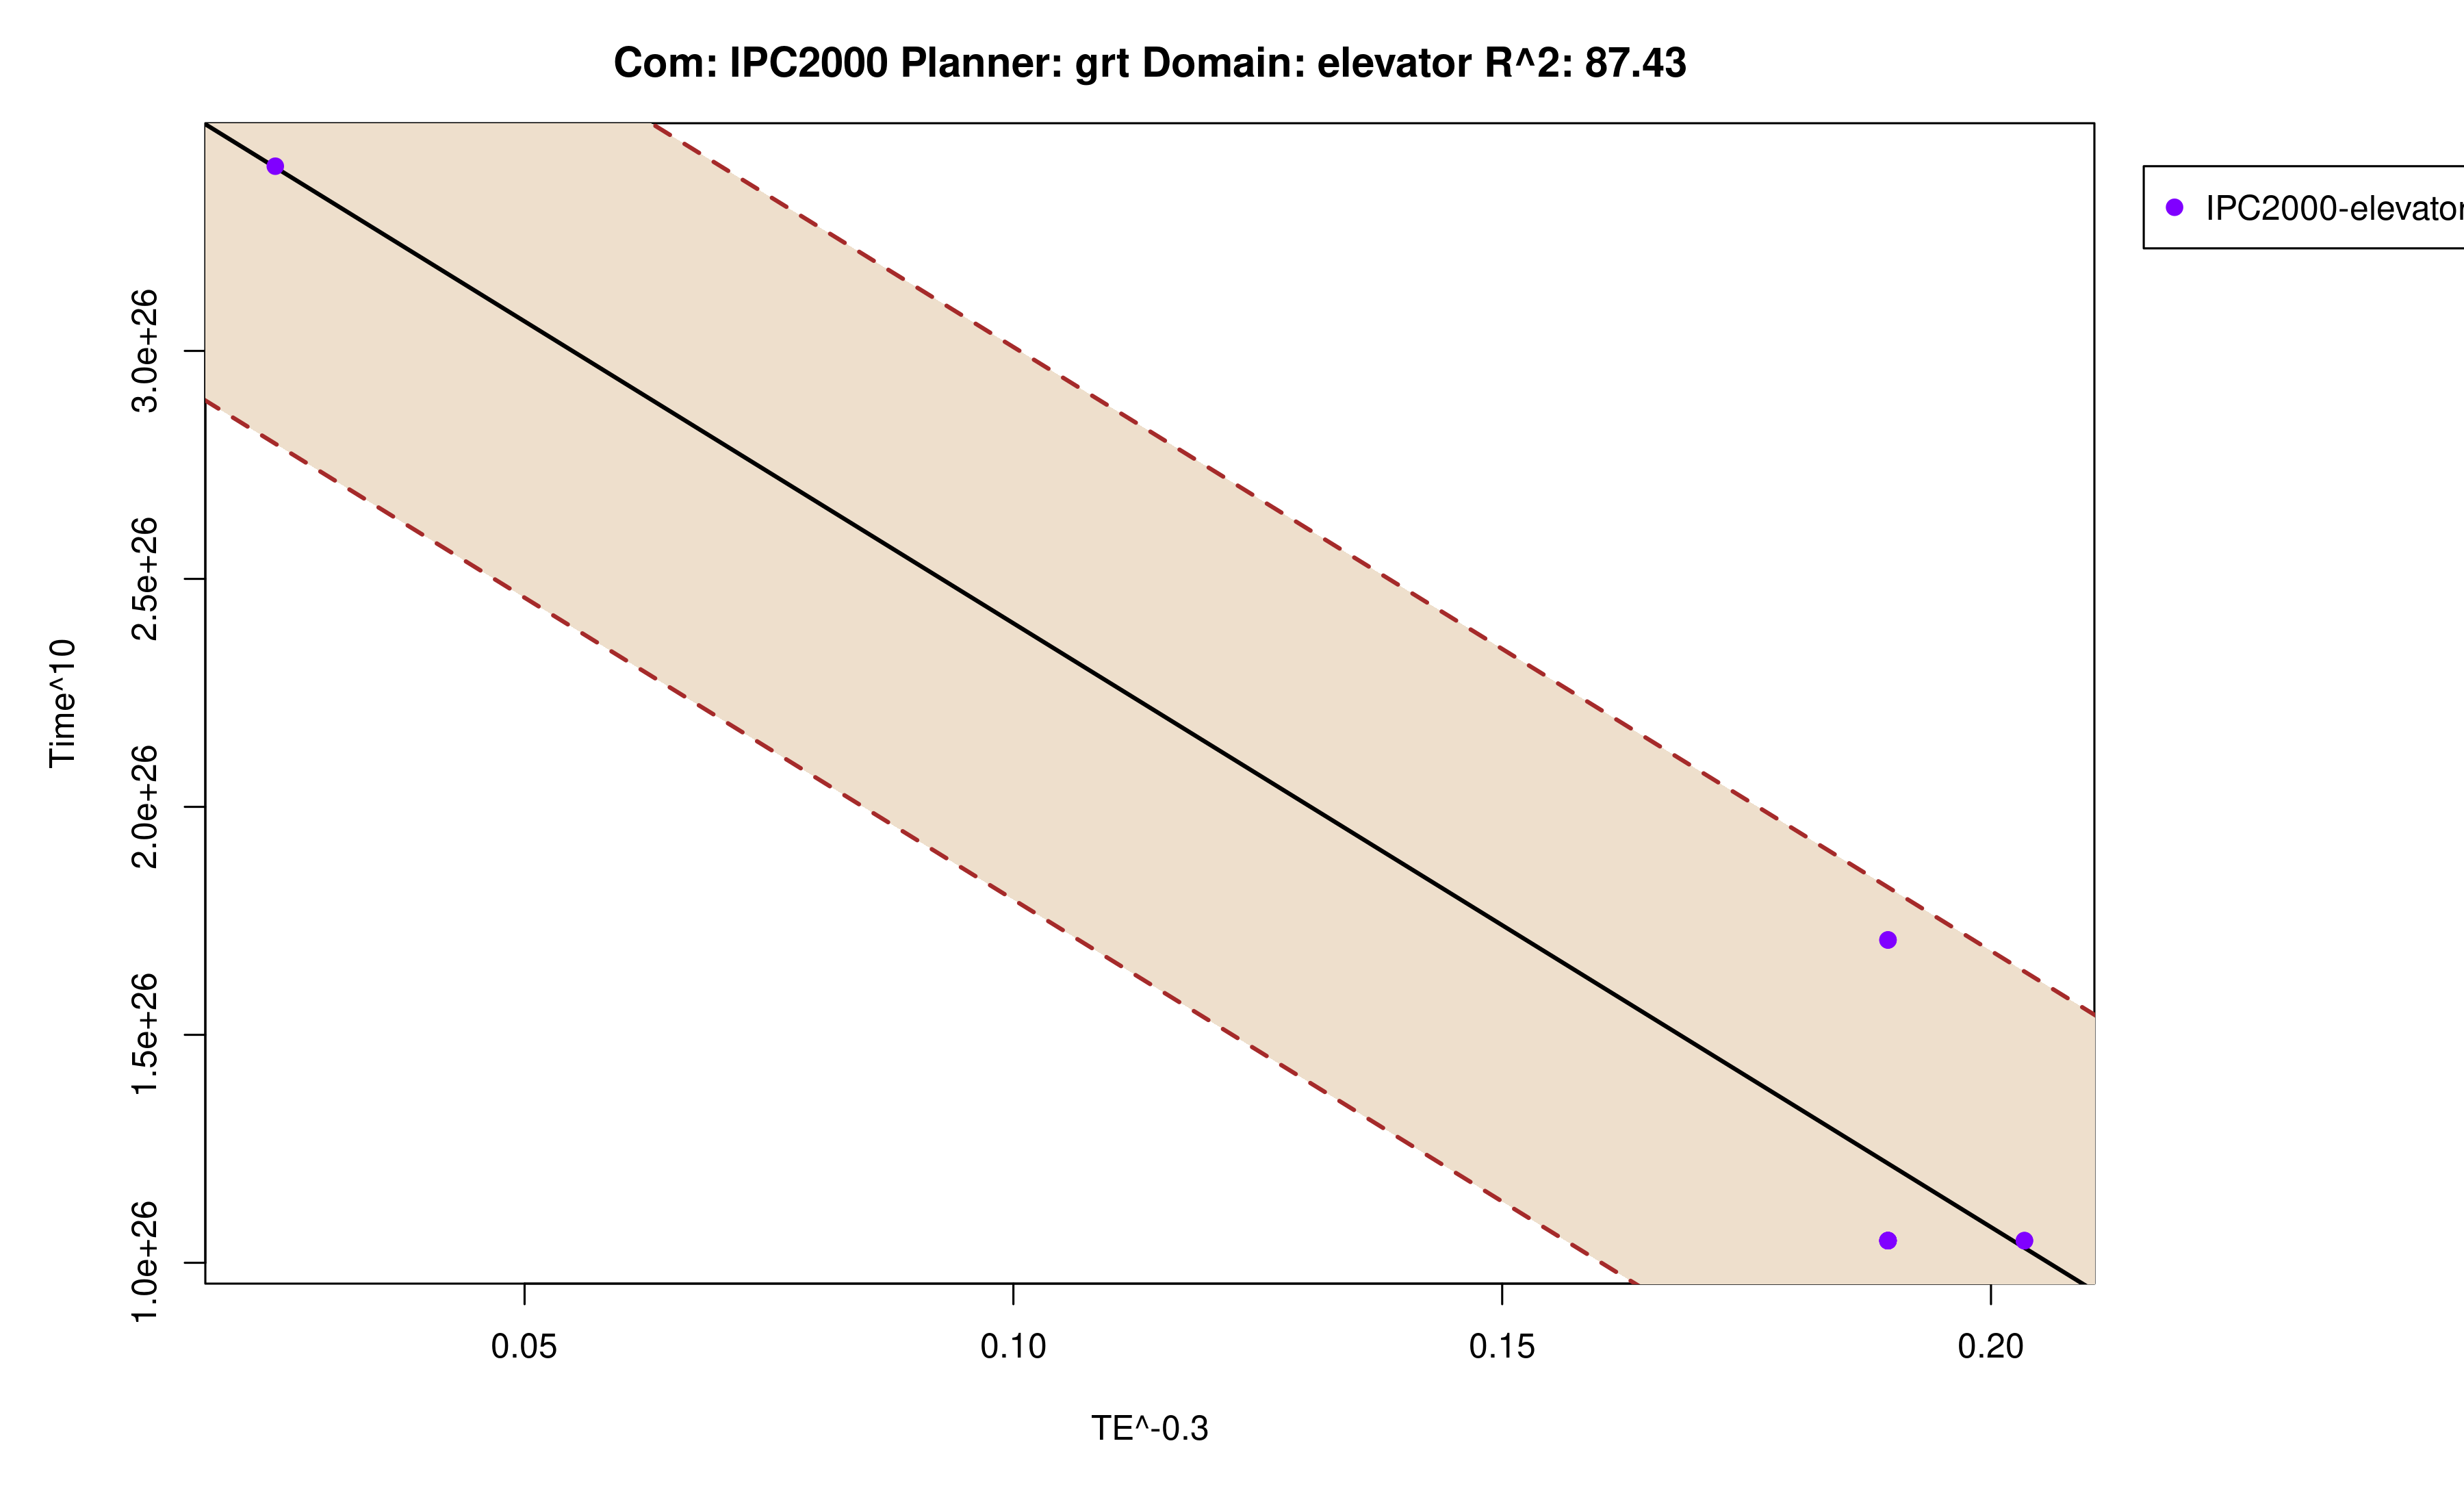 Com: IPC2000 Planner: grt Domain: elevator R^2: 87.43
IPC2000-elevator
Time^10
3.0e+26
2.5e+26
2.0e+26
1.5e+26
1.0e+26
0.05 0.10 0.15 0.20
TE^-0.3